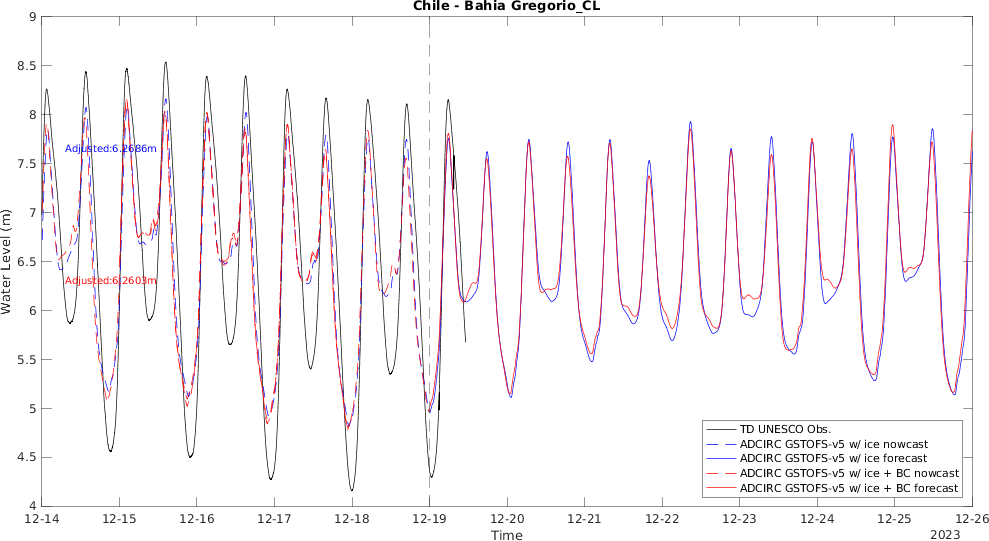 Chile - Bahia Gregorio_CL
9
8.5
8
7.5
7
6.5
6
5.5
5
4.5
4
Water Level (m)
Adjusted:6.2686m
Adjusted:6.2603m
TD UNESCO Obs.
ADCIRC GSTOFS-v5 w/ ice nowcast
ADCIRC GSTOFS-v5 w/ ice forecast
ADCIRC GSTOFS-v5 w/ ice + BC nowcast
ADCIRC GSTOFS-v5 w/ ice + BC forecast
12-14 12-15 12-16 12-17 12-18 12-19 12-20 12-21 12-22 12-23 12-24 12-25 12-26
Time
2023